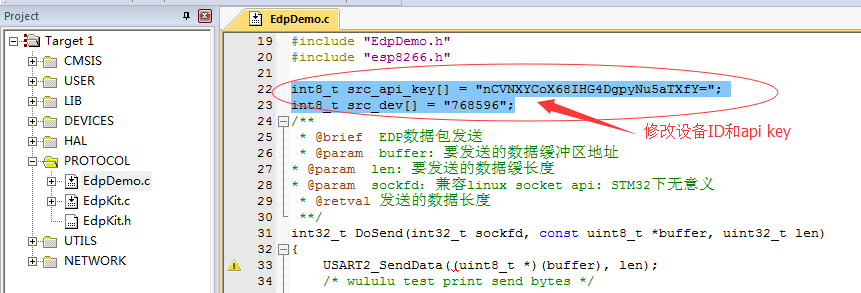 Project
EdpDemo.c
Target 1
CMSIS
USER
LIB
DEVICES
HAL
PROTOCOL
EdpDemo.c
EdpKit.c
EdpKit.h
UTILS
NETWORK
19 #include "EdpDemo.h"
20 #include "esp8266.h"
21
22 int8_t src_api_key[] = "nCVNXYCoX68IHG4DgpyNu5aTXfY=";
23 int8_t src_dev[] = "768596";
修改设备ID和api key
24 /**
25 * @brief EDP数据包发送
26 * @param buffer: 要发送的数据缓冲区地址
27 * @param len: 要发送的数据缓长度
28 * @param sockfd: 兼容linux socket api: STM32下无意义
29 * @retval 发送的数据长度
30 **/
31 int32_t DoSend(int32_t sockfd, const uint8_t *buffer, uint32_t len)
32 {
33 USART2_SendData((uint8_t *)(buffer), len);
34 /* wululu test print send bytes */